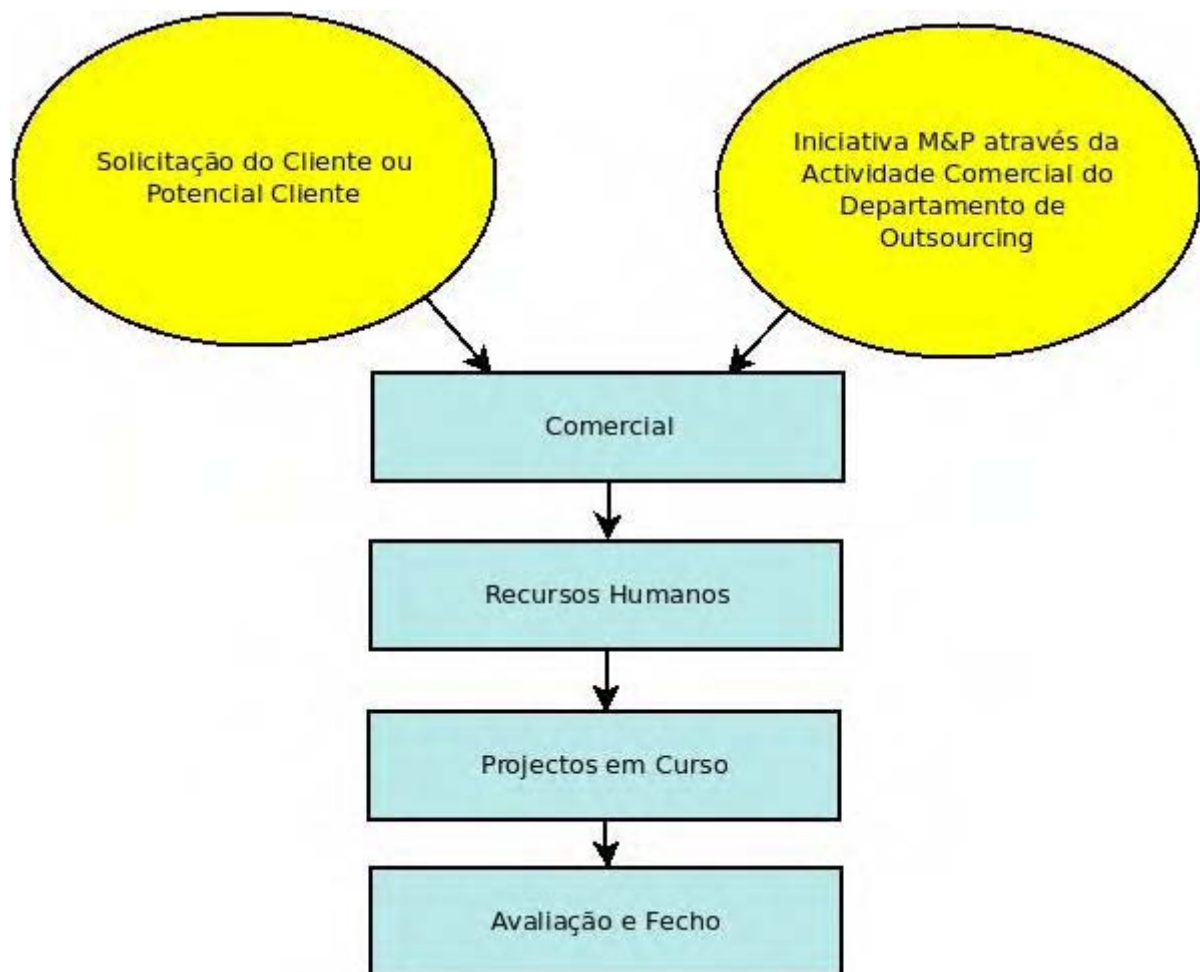 Solicitação do Cliente ou
Potencial Cliente
Iniciativa M&P através da
Actividade Comercial do
Departamento de
Outsourcing
Comercial
Recursos Humanos
Projectos em Curso
Avaliação e Fecho